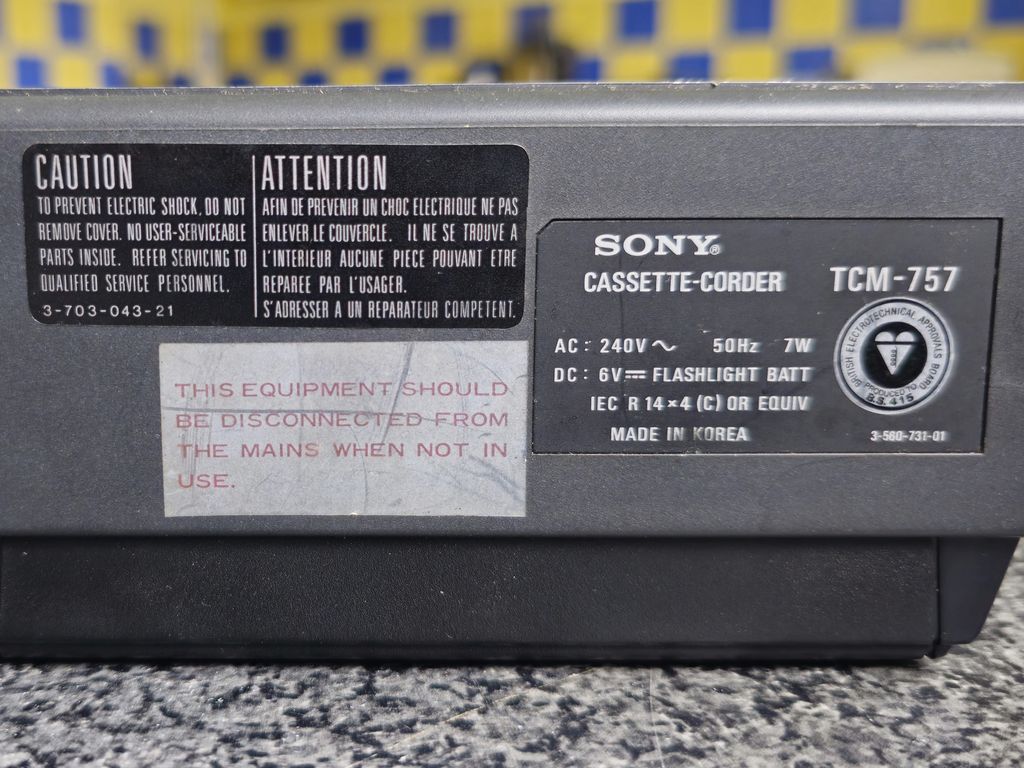 CAUTION
TO PREVENT ELECTRIC SHOCK, DO NOT
REMOVE COVER. NO USER-SERVICEABLE
PARTS INSIDE. REFER SERVICING TO
QUALIFIED SERVICE PERSONNEL.
3-703-043-21
ATTENTION
AFIN DE PREVENIR UN CHOC ELECTRIQUE NE PAS
ENLEVER LE COUVERCLE. IL NE SE TROUVE A
L'INTERIEUR AUCUNE PIECE POUVANT ETRE
REPAREE PAR L'USAGER.
S'ADRESSER A UN REPARATEUR COMPETENT.
THIS EQUIPMENT SHOULD
BE DISCONNECTED FROM
THE MAINS WHEN NOT IN
USE.
SONY®
CASSETTE-CORDER TCM-757
AC: 240V~ 50Hz 7W
DC: 6V⎓ FLASHLIGHT BATT
IEC R 14×4 (C) OR EQUIV
MADE IN KOREA
BRITISH ELECTROTECHNICAL APPROVALS BOARD
PRODUCED TO
B.S. 415
3-560-731-01